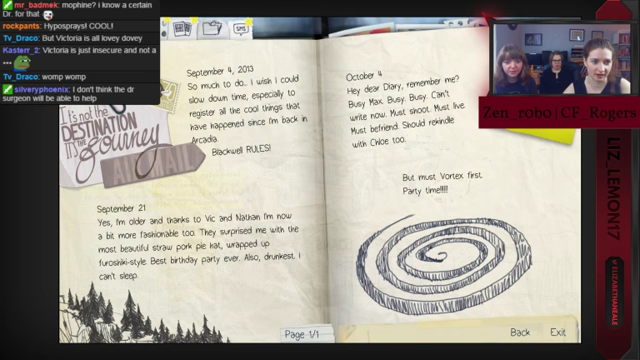 mr_badmek: mophine? i know a certain
Dr. for that
rockpants: Hyposprays! COOL!
Tv_Draco: But Victoria is all lovey dovey
Kasterr_2: Victoria is just insecure and not a
***
Tv_Draco: womp womp
silveryphoenix: I don't think the dr
surgeon will be able to help
SMS
It's not the
DESTINATION
IT'S the
Journey
AIR MAIL
September 4, 2013
So much to do.. I wish I could
slow down time, especially to
register all the cool things that
have happened since I'm back in
Arcadia.
Blackwell RULES!
September 21
Yes, I'm older and thanks to Vic and Nathan I'm now
a bit more fashionable too. They surprised me with the
most beautiful straw pork pie hat, wrapped up
furoshiki-style. Best birthday party ever. Also, drunkest. I
can't sleep.
October 4
Hey dear Diary, remember me?
Busy Max. Busy. Busy. Can't
write now. Must shoot. Must live.
Must befriend. Should rekindle
with Chloe too.
But must Vortex first.
Party time!!!!!
Page 1/1
Back
Exit
Zen_robo|CF_Rogers
LIZ_LEMON17
@ELIZABTHANEALE